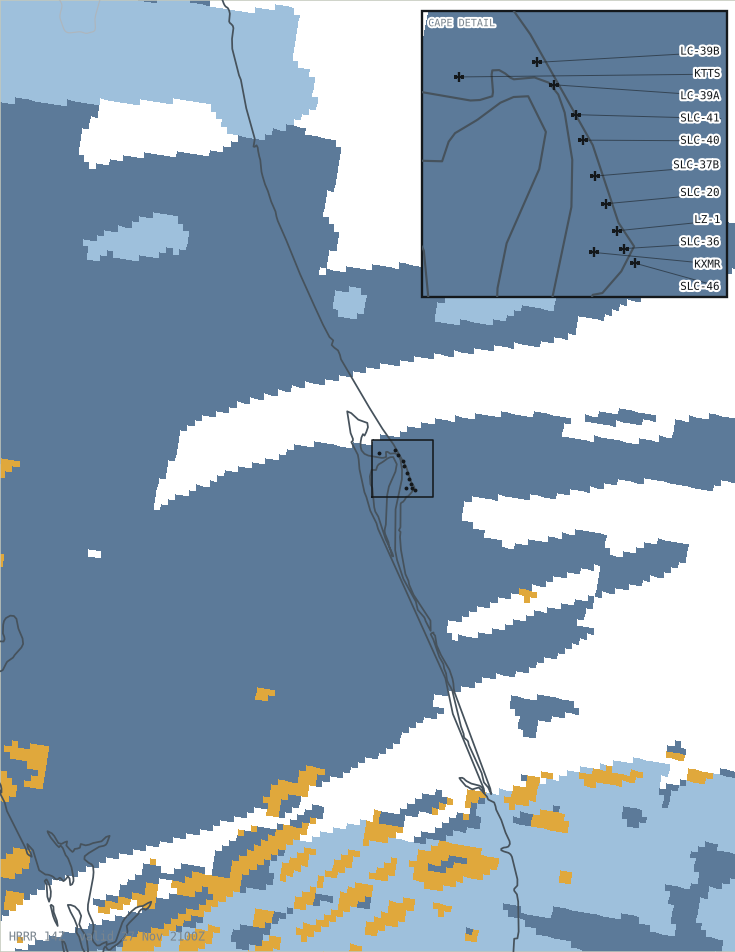 CAPE DETAIL
LC-39B
KTTS
LC-39A
SLC-41
SLC-40
SLC-37B
SLC-20
LZ-1
SLC-36
KXMR
SLC-46
HRRR Nov 2100Z